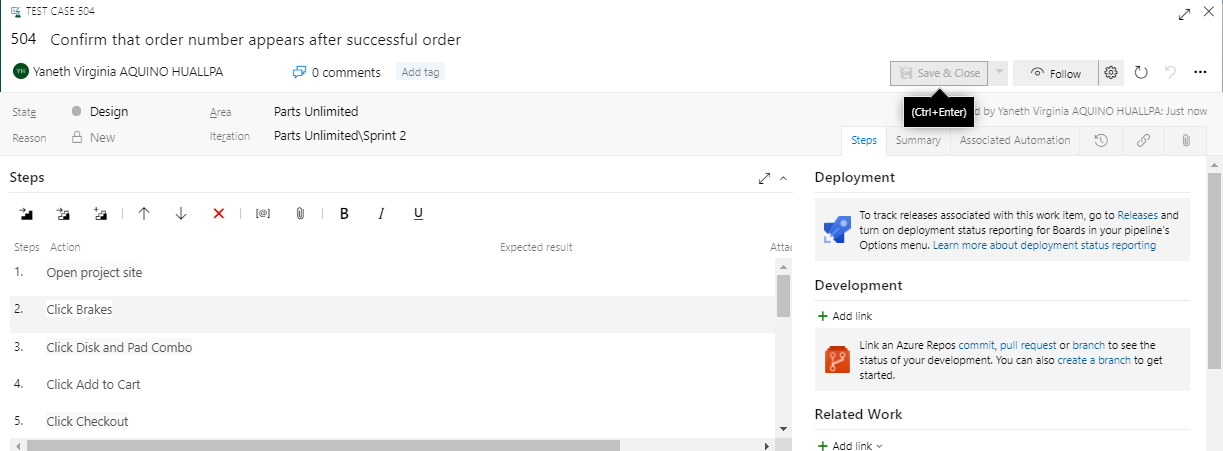 TEST CASE 504
504 Confirm that order number appears after successful order
YH Yaneth Virginia AQUINO HUALLPA 0 comments Add tag Save & Close Follow
(Ctrl+Enter)
State Design Area Parts Unlimited by Yaneth Virginia AQUINO HUALLPA: Just now
Reason New Iteration Parts Unlimited\Sprint 2
Steps Summary Associated Automation
Steps
[@] B I U
Steps Action Expected result Attac
1. Open project site
2. Click Brakes
3. Click Disk and Pad Combo
4. Click Add to Cart
5. Click Checkout
Deployment
To track releases associated with this work item, go to Releases and
turn on deployment status reporting for Boards in your pipeline's
Options menu. Learn more about deployment status reporting
Development
+ Add link
Link an Azure Repos commit, pull request or branch to see the
status of your development. You can also create a branch to get
started.
Related Work
+ Add link